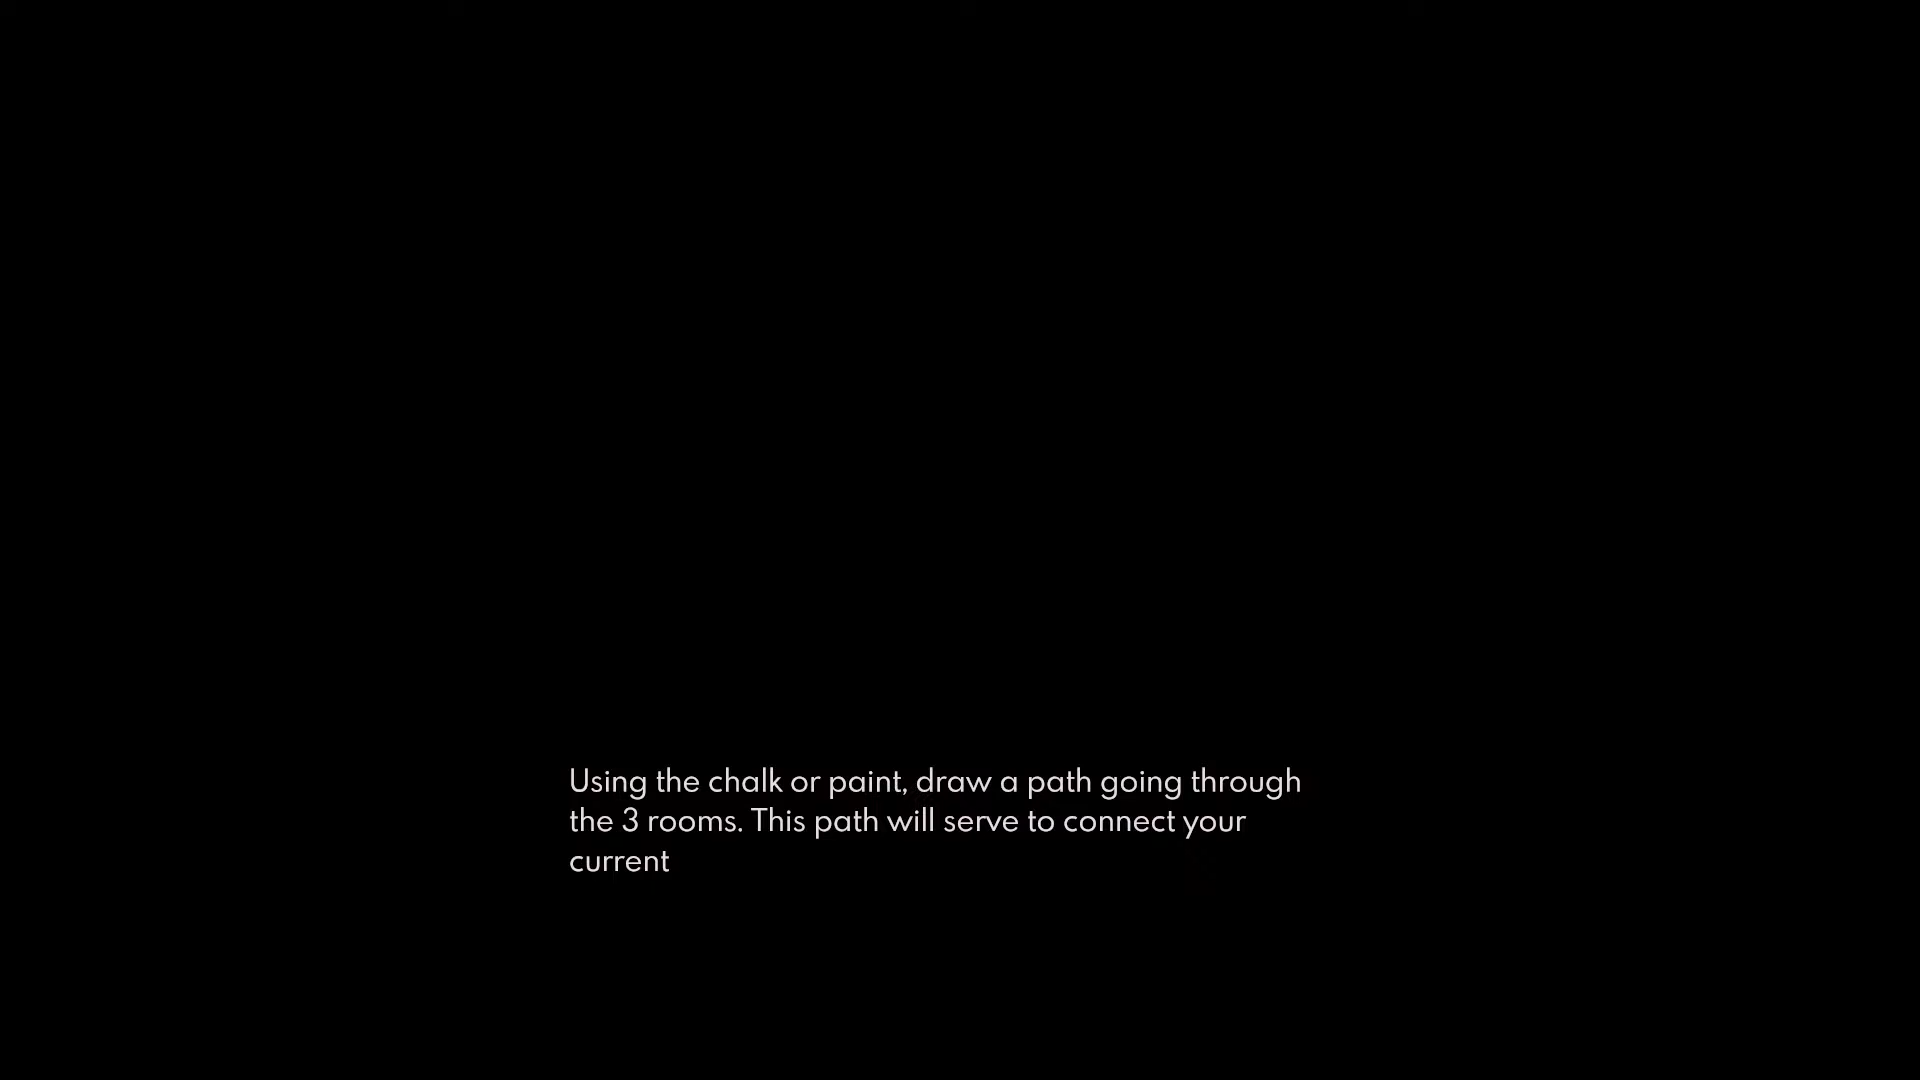 Using the chalk or paint, draw a path going through
the 3 rooms. This path will serve to connect your
current